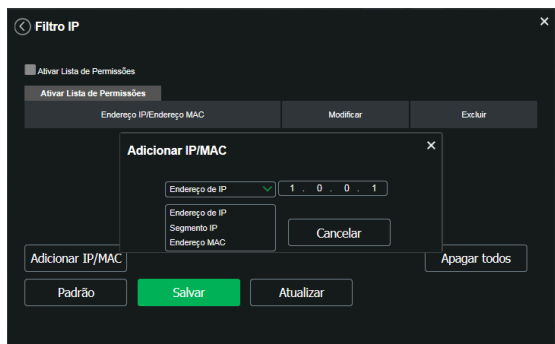 Filtro IP
Ativar Lista de Permissões
Ativar Lista de Permissões
Endereço IP/Endereço MAC Modificar Excluir
Adicionar IP/MAC
Endereço de IP 1 . 0 . 0 . 1
Endereço de IP
Segmento IP
Endereço MAC
Cancelar
Adicionar IP/MAC Apagar todos
Padrão Salvar Atualizar